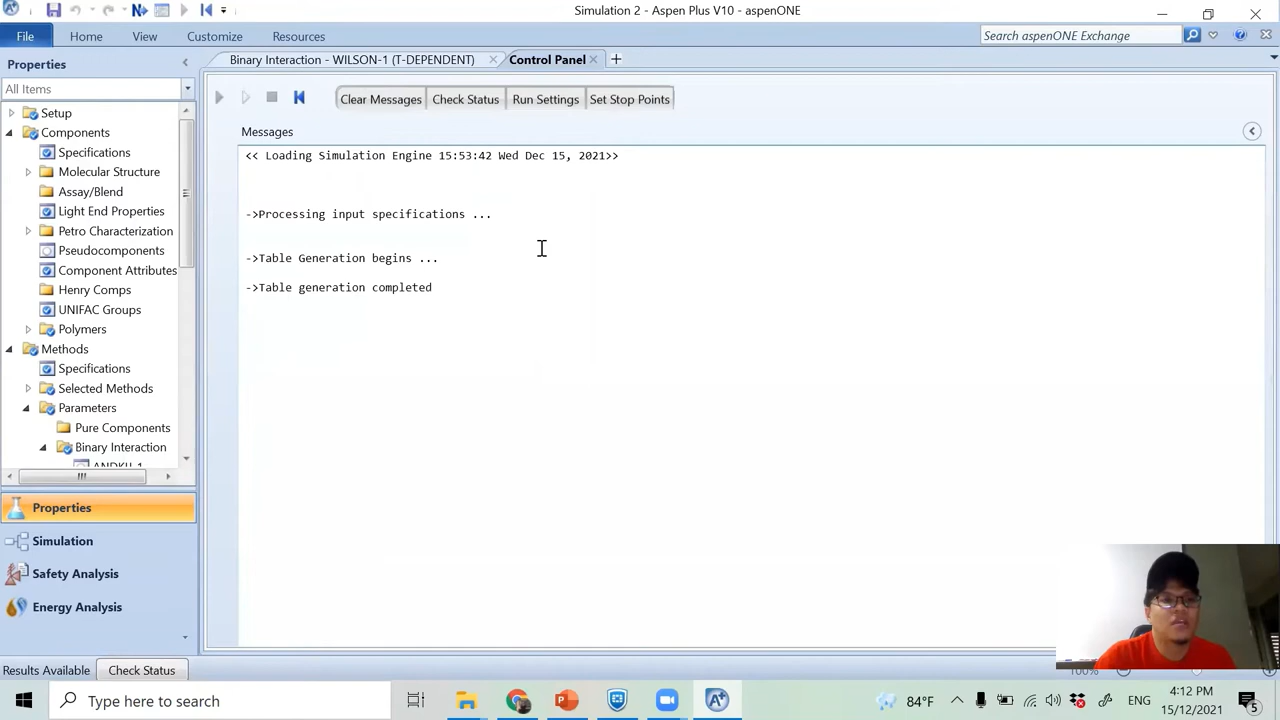 Simulation 2 - Aspen Plus V10 - aspenONE
File
Home
View
Customize
Resources
Search aspenONE Exchange
Properties
All Items
Setup
Components
Specifications
Molecular Structure
Assay/Blend
Light End Properties
Petro Characterization
Pseudocomponents
Component Attributes
Henry Comps
UNIFAC Groups
Polymers
Methods
Specifications
Selected Methods
Parameters
Pure Components
Binary Interaction
ANDKIJ-1
Properties
Simulation
Safety Analysis
Energy Analysis
Binary Interaction - WILSON-1 (T-DEPENDENT)
Control Panel
Clear Messages
Check Status
Run Settings
Set Stop Points
Messages
<< Loading Simulation Engine 15:53:42 Wed Dec 15, 2021>>
->Processing input specifications ...
->Table Generation begins ...
->Table generation completed
Results Available
Check Status
100%
Type here to search
84°F
ENG
4:12 PM
15/12/2021
5